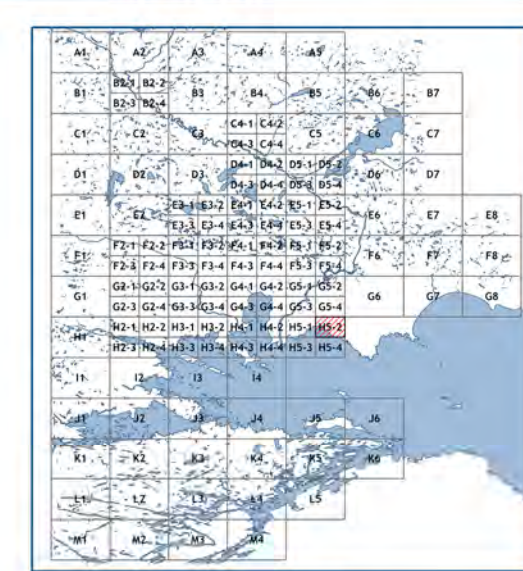 A1 A2 A3 A4 A5
B2-1 B2-2
B1 B3 B4 B5 B6 B7
B2-3 B2-4
C4-1 C4-2
C1 C2 C3 C5 C6 C7
C4-3 C4-4
D4-1 D4-2 D5-1 D5-2
D1 D2 D3 D6 D7
D4-3 D4-4 D5-3 D5-4
E3-1 E3-2 E4-1 E4-2 E5-1 E5-2
E1 E2 E6 E7 E8
E3-3 E3-4 E4-3 E4-4 E5-3 E5-4
F2-1 F2-2 F3-1 F3-2 F4-1 F4-2 F5-1 F5-2
F1 F6 F7 F8
F2-3 F2-4 F3-3 F3-4 F4-3 F4-4 F5-3 F5-4
G2-1 G2-2 G3-1 G3-2 G4-1 G4-2 G5-1 G5-2
G1 G6 G7 G8
G2-3 G2-4 G3-3 G3-4 G4-3 G4-4 G5-3 G5-4
H2-1 H2-2 H3-1 H3-2 H4-1 H4-2 H5-1 H5-2
H1
H2-3 H2-4 H3-3 H3-4 H4-3 H4-4 H5-3 H5-4
I1 I2 I3 I4
J1 J2 J3 J4 J5 J6
K1 K2 K3 K4 K5 K6
L1 L2 L3 L4 L5
M1 M2 M3 M4